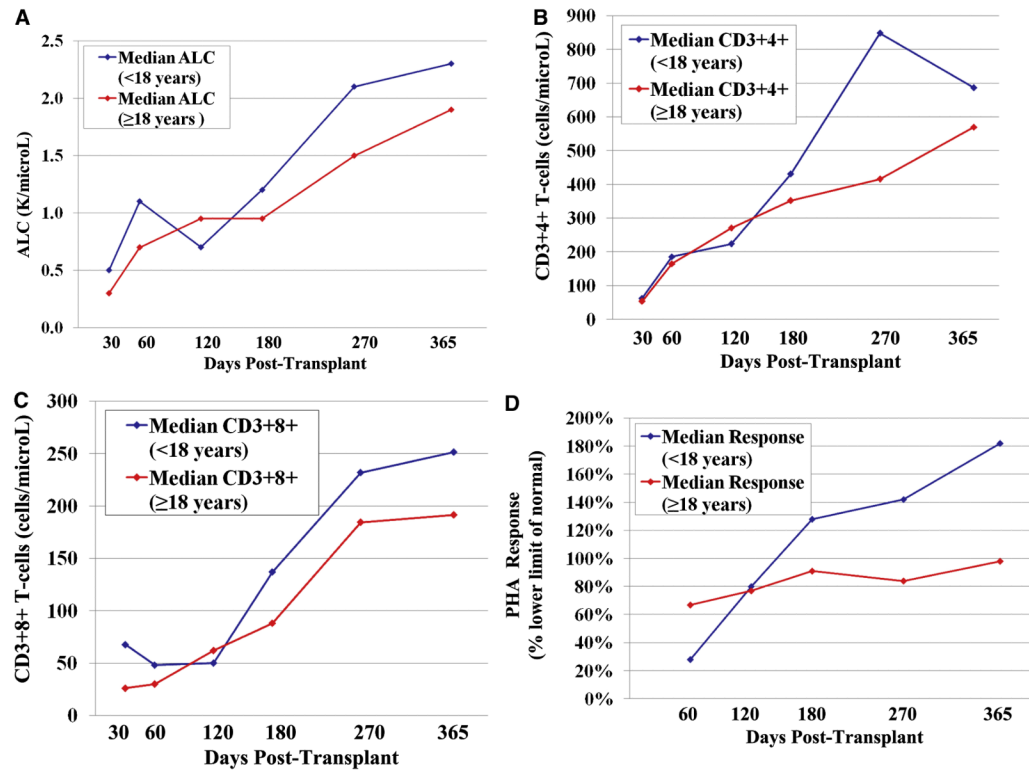 A
2.5
2.0
1.5
1.0
0.5
0.0
ALC (K/microL)
Median ALC
(<18 years)
Median ALC
(≥18 years )
30 60 120 180 270 365
Days Post-Transplant
B
900
800
700
600
500
400
300
200
100
0
CD3+4+ T-cells (cells/microL)
Median CD3+4+
(<18 years)
Median CD3+4+
(≥18 years)
30 60 120 180 270 365
Days Post-Transplant
C
300
250
200
150
100
50
0
CD3+8+ T-cells (cells/microL)
Median CD3+8+
(<18 years)
Median CD3+8+
(≥18 years)
30 60 120 180 270 365
Days Post-Transplant
D
200%
180%
160%
140%
120%
100%
80%
60%
40%
20%
0%
PHA Response
(% lower limit of normal)
Median Response
(<18 years)
Median Response
(≥18 years)
60 120 180 270 365
Days Post-Transplant